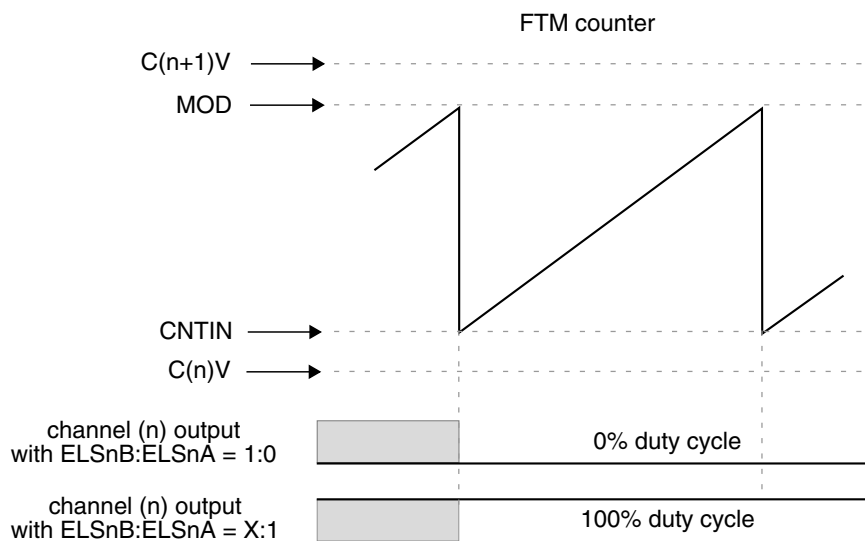 FTM counter
C(n+1)V
MOD
CNTIN
C(n)V
channel (n) output
with ELSnB:ELSnA = 1:0
0% duty cycle
channel (n) output
with ELSnB:ELSnA = X:1
100% duty cycle